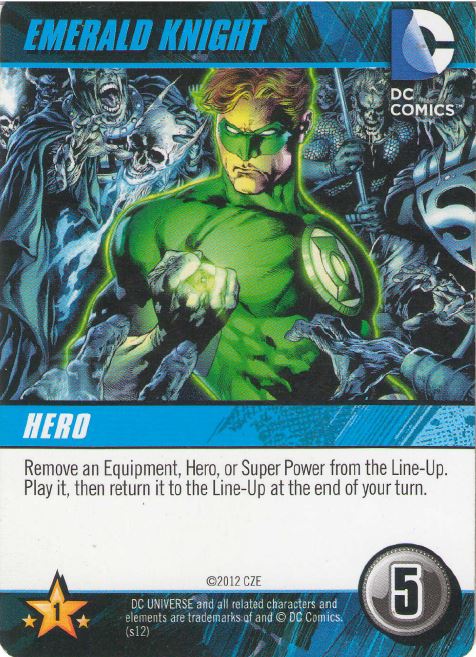 EMERALD KNIGHT
DC
COMICS™
HERO
Remove an Equipment, Hero, or Super Power from the Line-Up.
Play it, then return it to the Line-Up at the end of your turn.
©2012 CZE
1
DC UNIVERSE and all related characters and
elements are trademarks of and © DC Comics.
(s12)
5